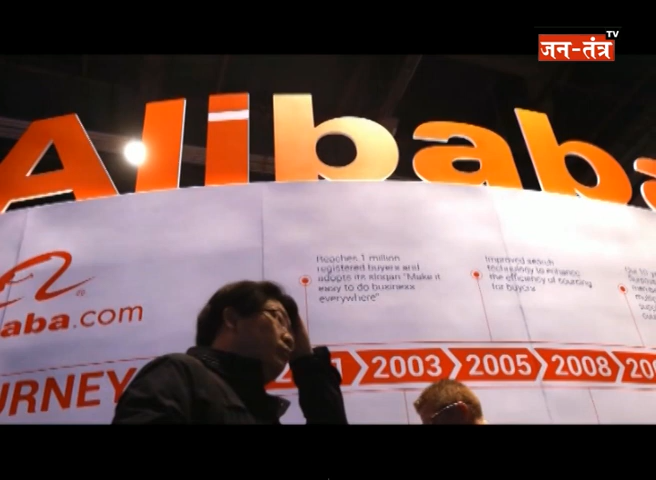 जन-तंत्र
TV
Alibaba
Reaches 1 million
registered buyers and
adopts its slogan "Make it
easy to do business
everywhere"
Improved search
technology to enhance
the efficiency of sourcing
for buyers
aba.com
URNEY
2003
2005
2008